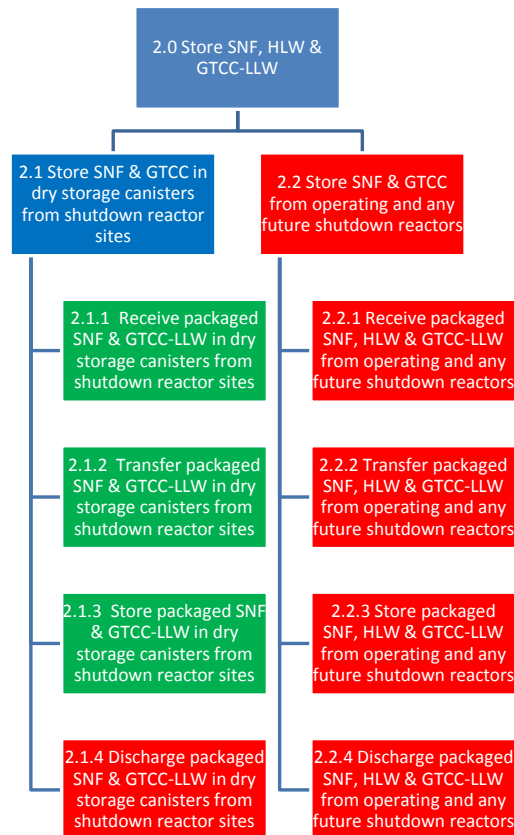 2.0 Store SNF, HLW &
GTCC-LLW
2.1 Store SNF & GTCC in
dry storage canisters
from shutdown reactor
sites
2.2 Store SNF & GTCC
from operating and any
future shutdown reactors
2.1.1  Receive packaged
SNF & GTCC-LLW in dry
storage canisters from
shutdown reactor sites
2.2.1 Receive packaged
SNF, HLW & GTCC-LLW
from operating and any
future shutdown reactors
2.1.2  Transfer packaged
SNF & GTCC-LLW in dry
storage canisters from
shutdown reactor sites
2.2.2 Transfer packaged
SNF, HLW & GTCC-LLW
from operating and any
future shutdown reactors
2.1.3  Store packaged SNF
& GTCC-LLW in dry
storage canisters from
shutdown reactor sites
2.2.3 Store packaged
SNF, HLW & GTCC-LLW
from operating and any
future shutdown reactors
2.1.4 Discharge packaged
SNF & GTCC-LLW in dry
storage canisters from
shutdown reactor sites
2.2.4 Discharge packaged
SNF, HLW & GTCC-LLW
from operating and any
future shutdown reactors